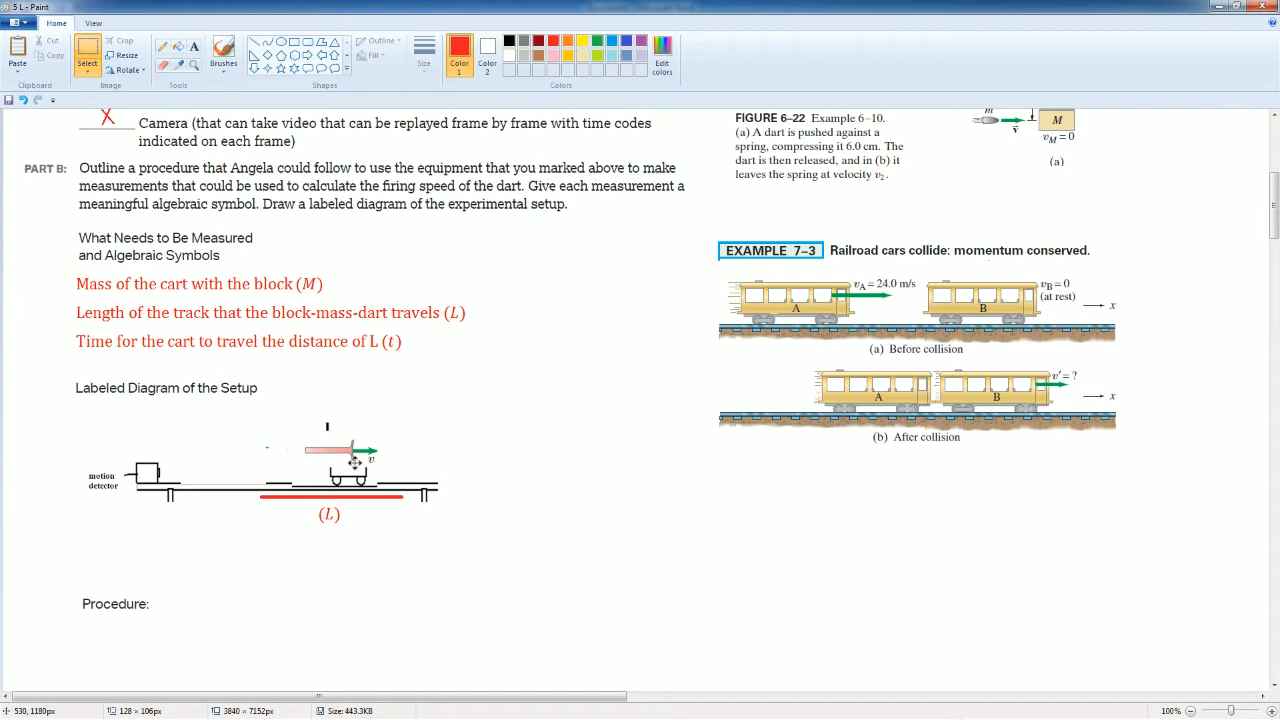 5 L - Paint
Home
View
Paste
Cut
Copy
Clipboard
Select
Crop
Resize
Rotate
Image
Tools
Brushes
Shapes
Outline
Fill
Size
Color
1
Color
2
Edit
colors
Colors
X
Camera (that can take video that can be replayed frame by frame with time codes
indicated on each frame)
PART B:
Outline a procedure that Angela could follow to use the equipment that you marked above to make
measurements that could be used to calculate the firing speed of the dart. Give each measurement a
meaningful algebraic symbol. Draw a labeled diagram of the experimental setup.
What Needs to Be Measured
and Algebraic Symbols
Mass of the cart with the block (M)
Length of the track that the block-mass-dart travels (L)
Time for the cart to travel the distance of L (t)
Labeled Diagram of the Setup
v
motion
detector
(L)
Procedure:
FIGURE 6–22 Example 6–10.
(a) A dart is pushed against a
spring, compressing it 6.0 cm. The
dart is then released, and in (b) it
leaves the spring at velocity v₂.
m
v⃗
M
v_M = 0
(a)
EXAMPLE 7–3 Railroad cars collide: momentum conserved.
v_A = 24.0 m/s
v_B = 0
(at rest)
x
A
B
(a) Before collision
v′ = ?
x
A
B
(b) After collision
530, 1180px
128 × 106px
3840 × 7152px
Size: 443.3KB
100%